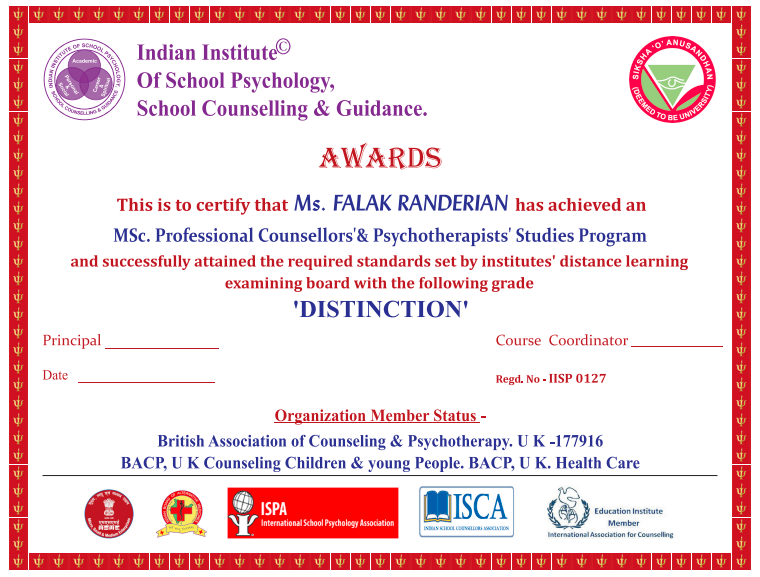 INDIAN INSTITUTE OF SCHOOL PSYCHOLOGY,
SCHOOL COUNSELLING & GUIDANCE
Academic
Personal & Social
Career &
Indian Institute©
Of School Psychology,
School Counselling & Guidance.
SIKSHA 'O' ANUSANDHAN
(DEEMED TO BE UNIVERSITY)
AWARDS
This is to certify that Ms. FALAK RANDERIAN has achieved an
MSc. Professional Counsellors'& Psychotherapists' Studies Program
and successfully attained the required standards set by institutes' distance learning
examining board with the following grade
'DISTINCTION'
Principal
Course Coordinator
Date
Regd. No - IISP 0127
Organization Member Status -
British Association of Counseling & Psychotherapy. U K -177916
BACP, U K Counseling Children & young People. BACP, U K. Health Care
ISPA
International School Psychology Association
ISCA
INDIAN SCHOOL COUNSELLORS ASSOCIATION
Education Institute
Member
International Association for Counselling